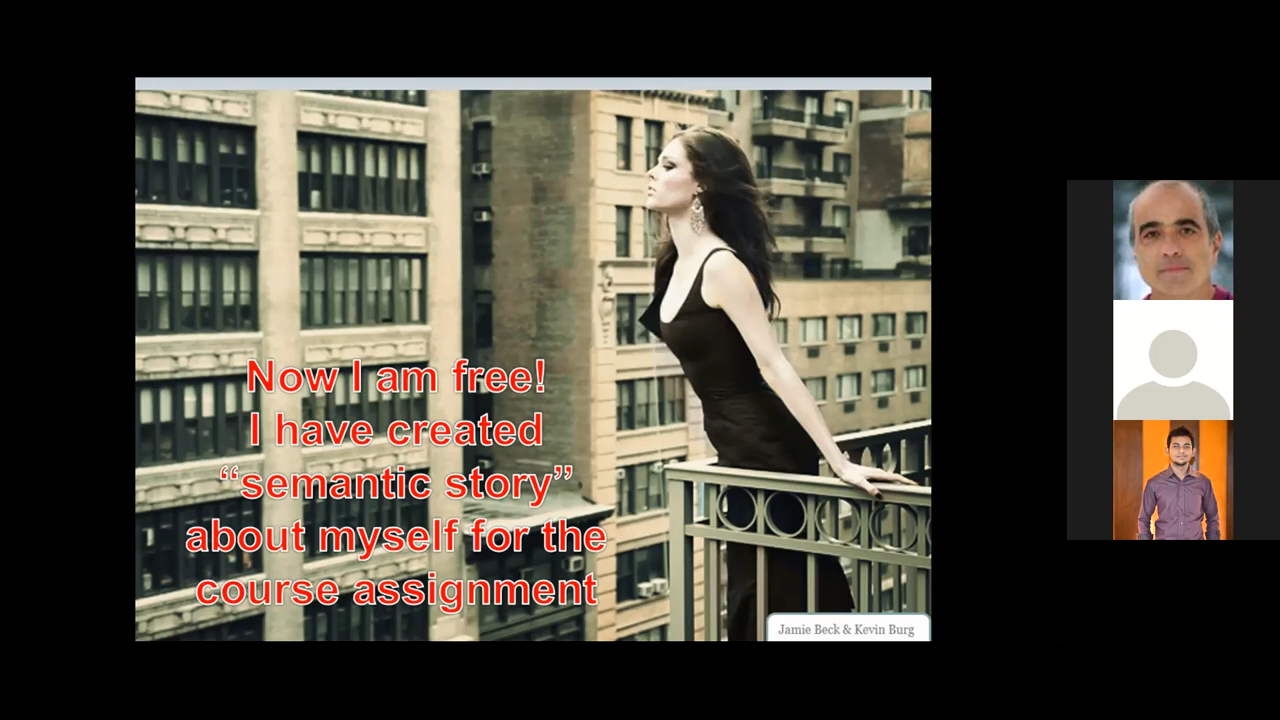 Now I am free!
I have created
“semantic story”
about myself for the
course assignment
Jamie Beck & Kevin Burg